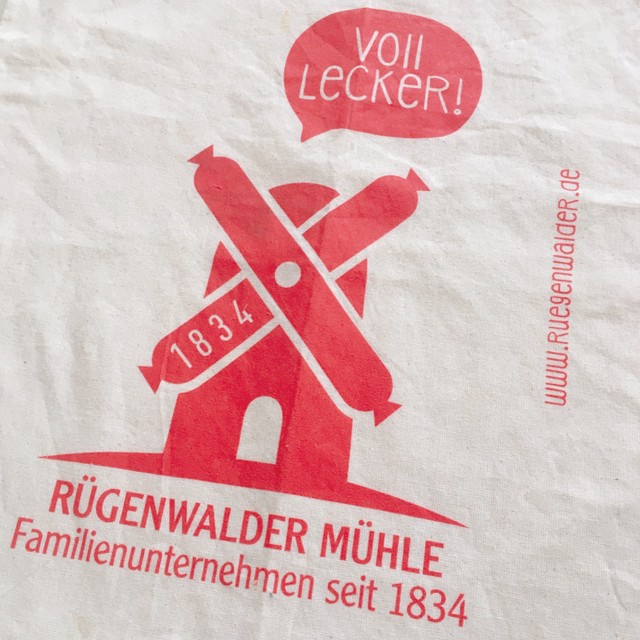 Voll
LECKER!
1834
www.RuegenwaldeR.de
RÜGENWALDER MÜHLE
Familienunternehmen seit 1834